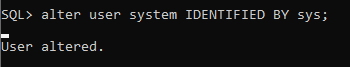 SQL> alter user system IDENTIFIED BY sys;
User altered.